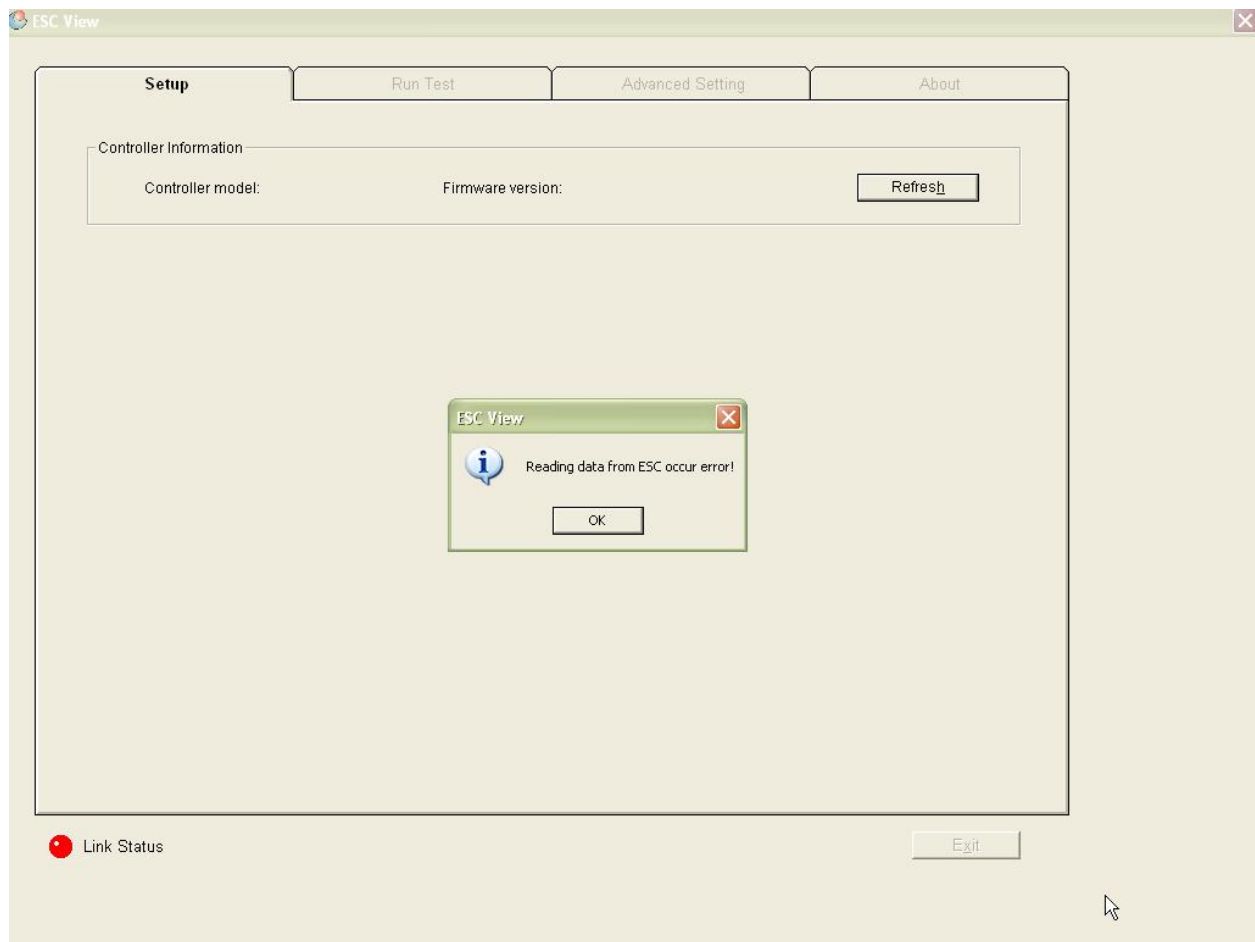 ESC View
Setup
Run Test
Advanced Setting
About
Controller Information
Controller model:
Firmware version:
Refresh
ESC View
Reading data from ESC occur error!
OK
Link Status
Exit